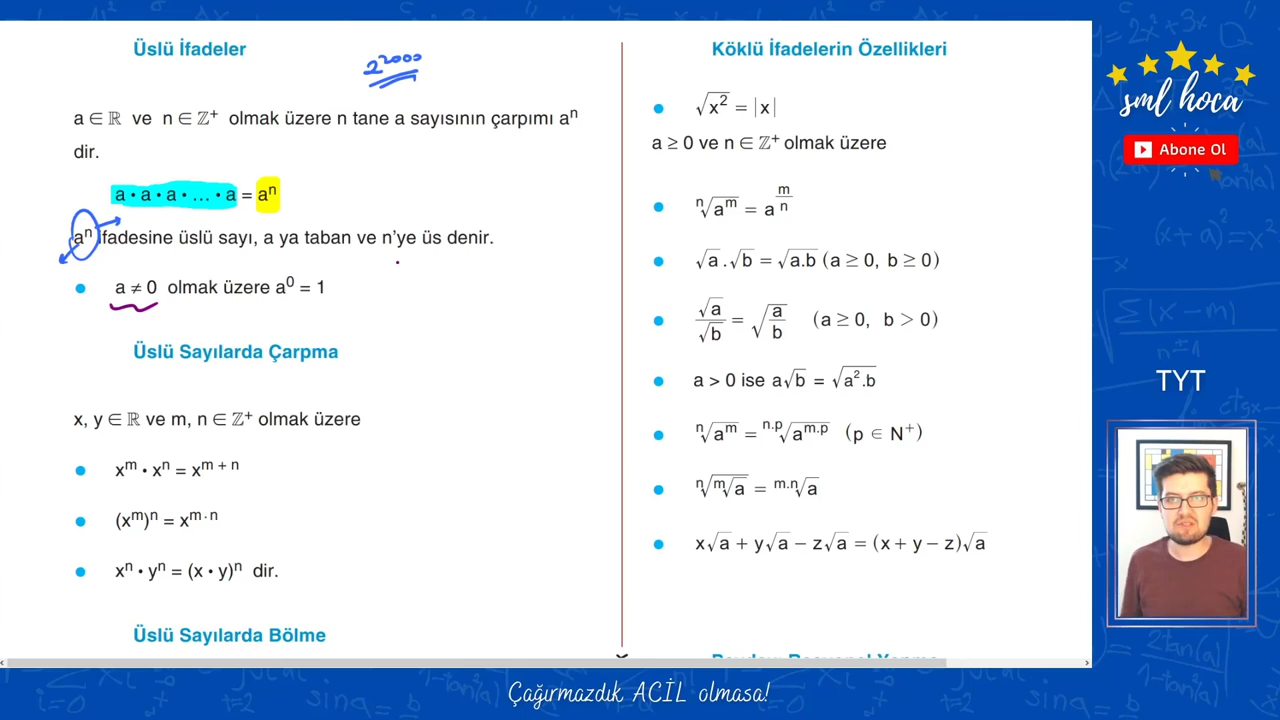 Üslü İfadeler
2²⁰⁰⁰
a ∈ ℝ ve n ∈ ℤ⁺ olmak üzere n tane a sayısının çarpımı aⁿ
dir.
a • a • a • ... • a = aⁿ
aⁿ ifadesine üslü sayı, a ya taban ve n'ye üs denir.
a ≠ 0 olmak üzere a⁰ = 1
Üslü Sayılarda Çarpma
x, y ∈ ℝ ve m, n ∈ ℤ⁺ olmak üzere
xᵐ • xⁿ = xᵐ ⁺ ⁿ
(xᵐ)ⁿ = x^(m · n)
xⁿ • yⁿ = (x • y)ⁿ dir.
Üslü Sayılarda Bölme
Köklü İfadelerin Özellikleri
√x² = |x|
a ≥ 0 ve n ∈ ℤ⁺ olmak üzere
ⁿ√aᵐ = a^(m/n)
√a . √b = √a.b (a ≥ 0, b ≥ 0)
√a/√b = √(a/b) (a ≥ 0, b > 0)
a > 0 ise a√b = √a².b
ⁿ√aᵐ = ⁿ·ᵖ√aᵐ·ᵖ (p ∈ N⁺)
ⁿ√ᵐ√a = ᵐ·ⁿ√a
x√a + y√a − z√a = (x + y − z)√a
sml hoca
Abone Ol
TYT
Çağırmazdık ACİL olmasa!